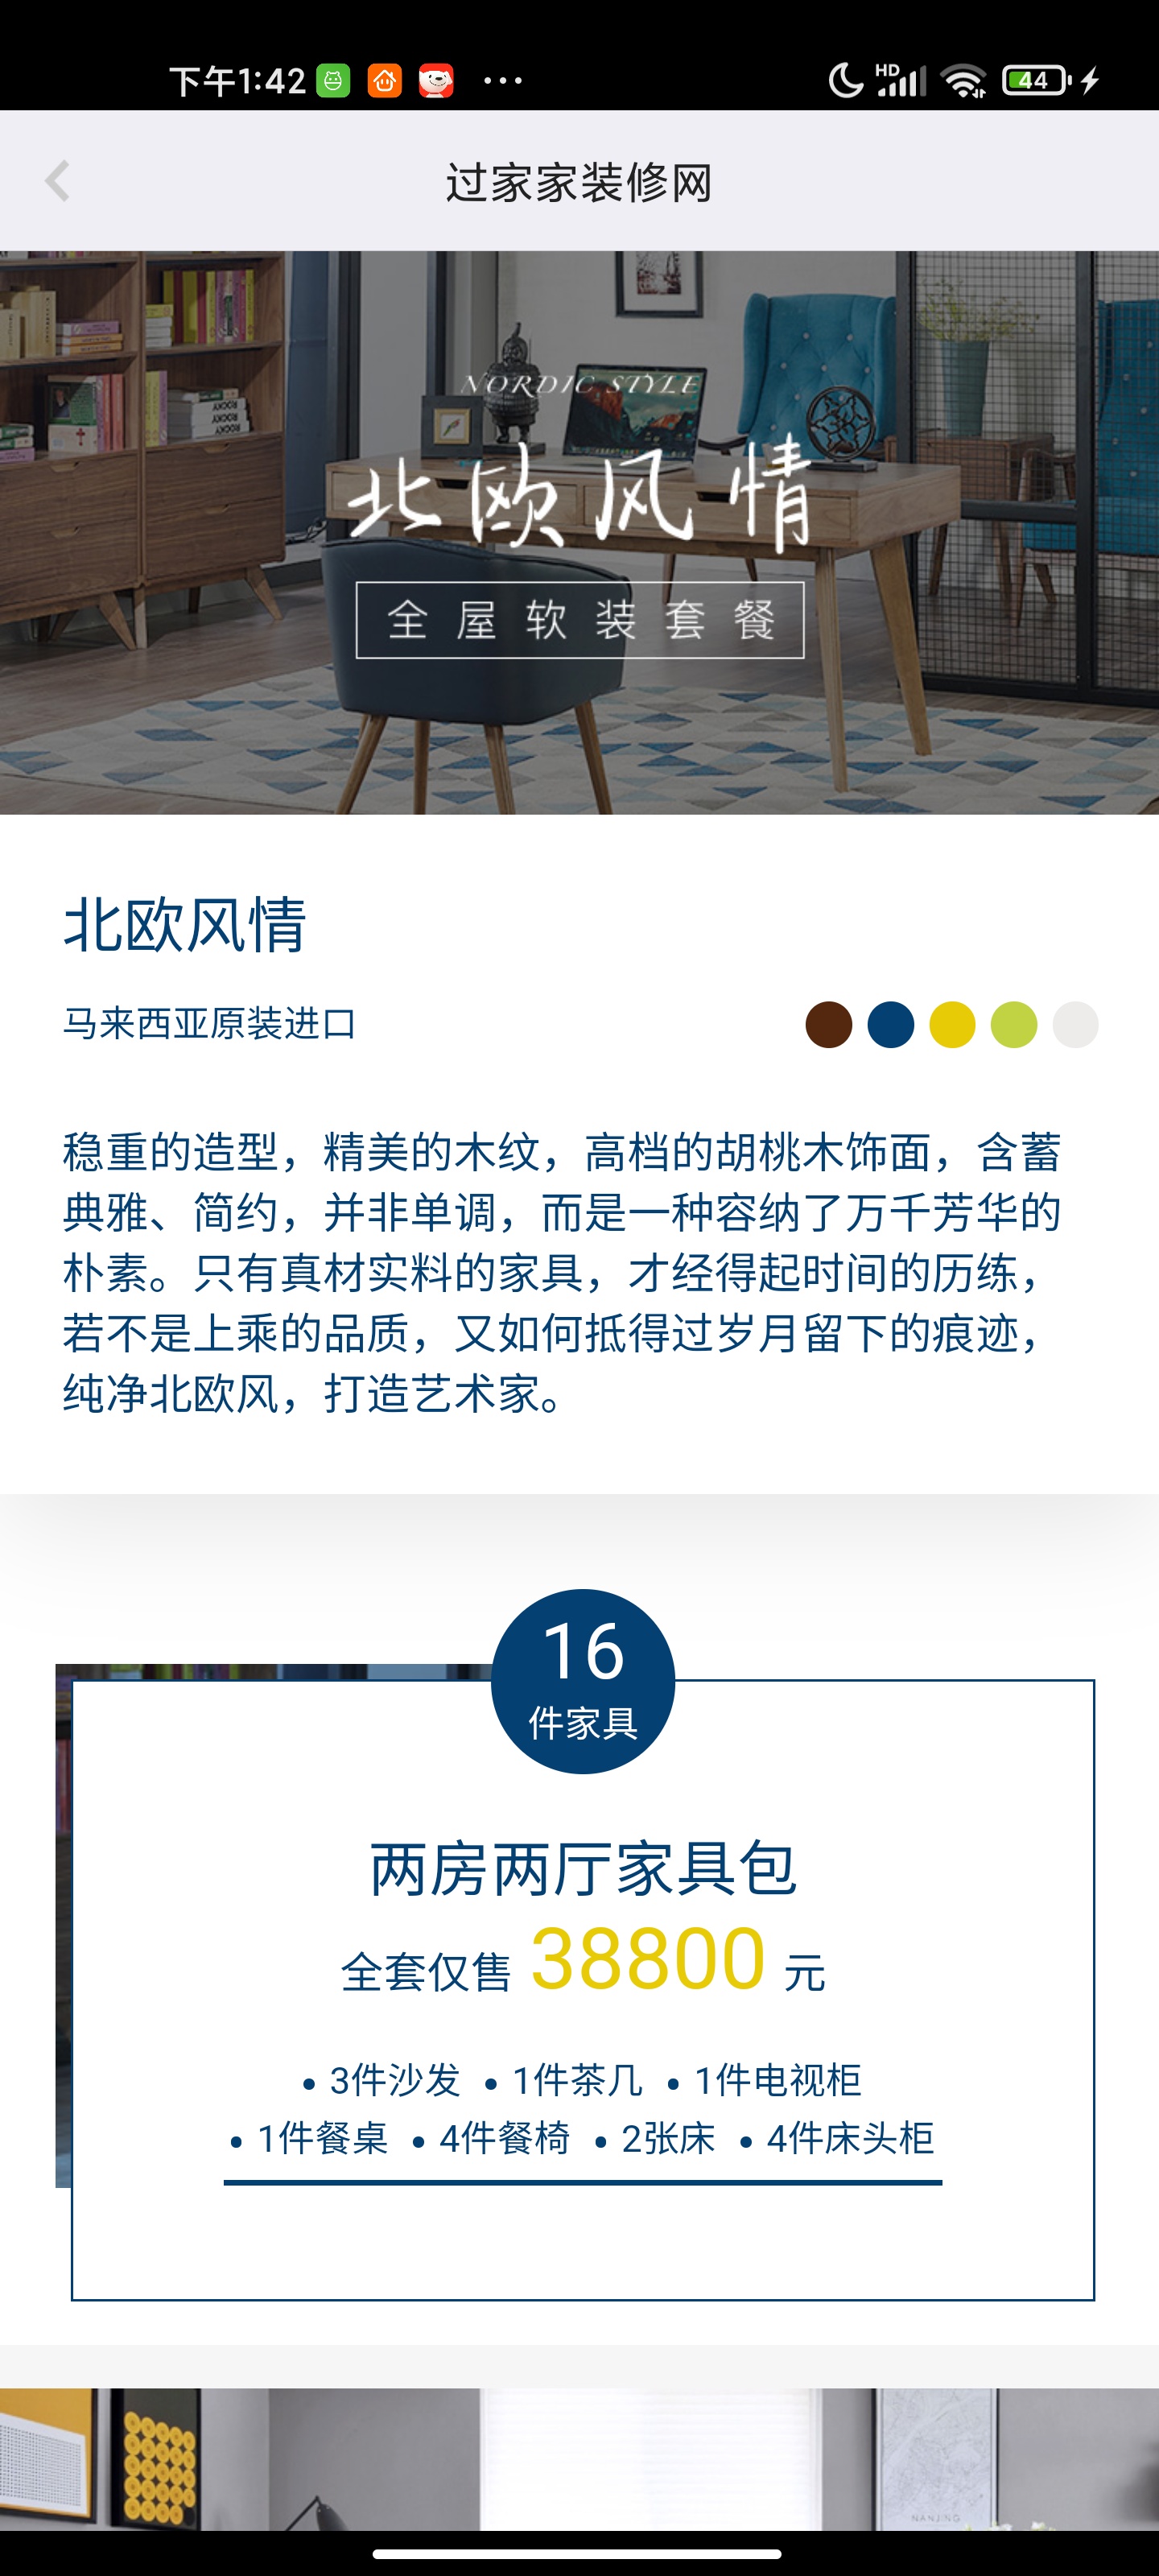 下午1:42
HD
44
过家家装修网
NORDIC STYLE
北欧风情
全屋软装套餐
北欧风情
马来西亚原装进口
稳重的造型，精美的木纹，高档的胡桃木饰面，含蓄
典雅、简约，并非单调，而是一种容纳了万千芳华的
朴素。只有真材实料的家具，才经得起时间的历练，
若不是上乘的品质，又如何抵得过岁月留下的痕迹，
纯净北欧风，打造艺术家。
16
件家具
两房两厅家具包
全套仅售 38800 元
• 3件沙发 • 1件茶几 • 1件电视柜
• 1件餐桌 • 4件餐椅 • 2张床 • 4件床头柜
NANJING